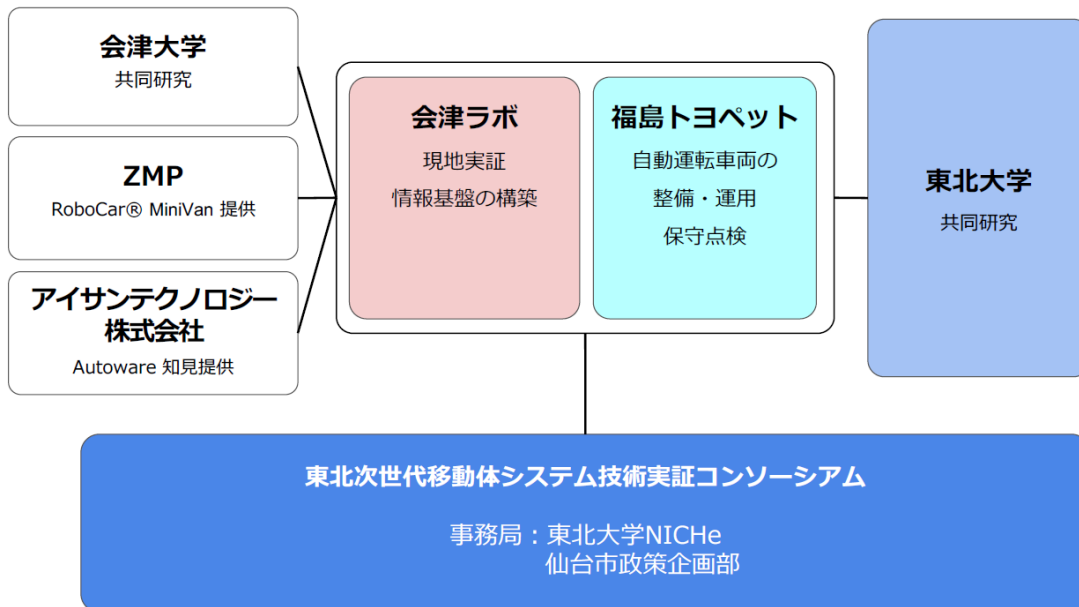 会津大学
共同研究
ZMP
RoboCar® MiniVan 提供
アイサンテクノロジー
株式会社
Autoware 知見提供
会津ラボ
現地実証
情報基盤の構築
福島トヨペット
自動運転車両の
整備・運用
保守点検
東北大学
共同研究
東北次世代移動体システム技術実証コンソーシアム
事務局：東北大学NICHe
仙台市政策企画部